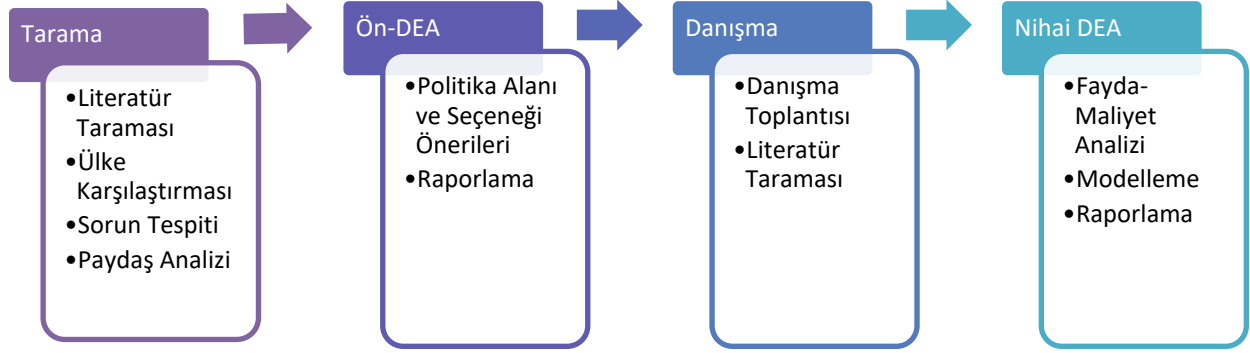 Tarama
•Literatür
Taraması
•Ülke
Karşılaştırması
•Sorun Tespiti
•Paydaş Analizi
Ön-DEA
•Politika Alanı
ve Seçeneği
Önerileri
•Raporlama
Danışma
•Danışma
Toplantısı
•Literatür
Taraması
Nihai DEA
•Fayda-
Maliyet
Analizi
•Modelleme
•Raporlama